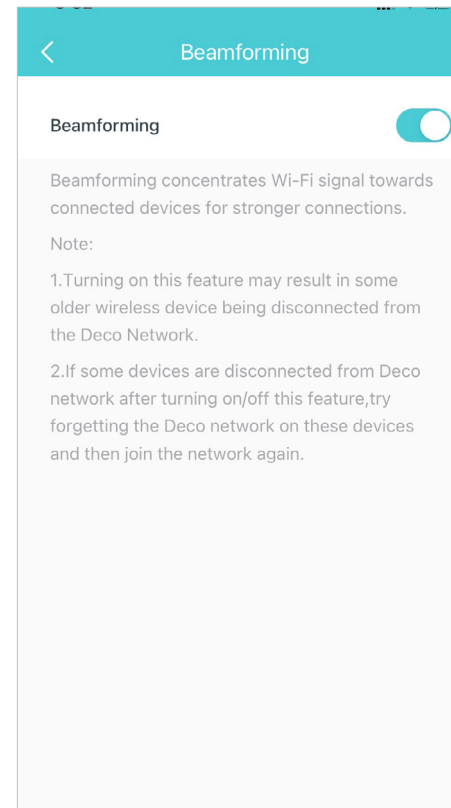 Beamforming
Beamforming
Beamforming concentrates Wi-Fi signal towards
connected devices for stronger connections.
Note:
1.Turning on this feature may result in some
older wireless device being disconnected from
the Deco Network.
2.If some devices are disconnected from Deco
network after turning on/off this feature,try
forgetting the Deco network on these devices
and then join the network again.